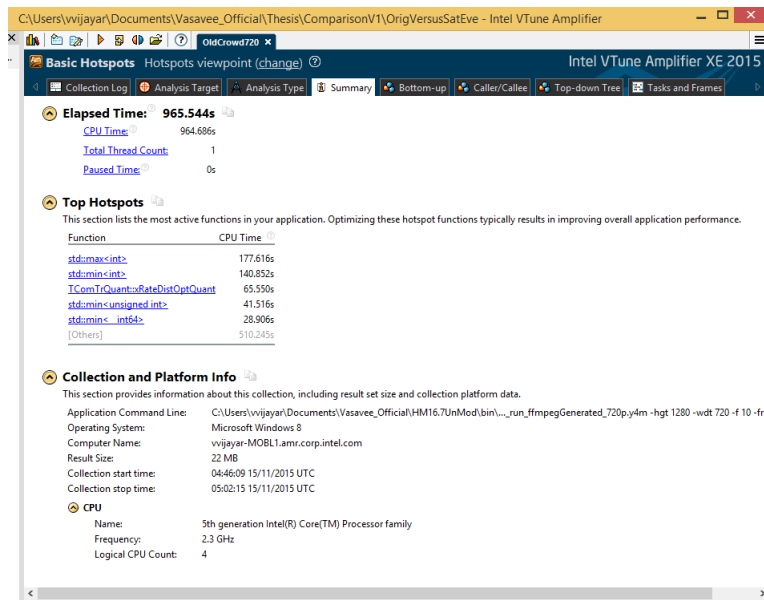 C:\Users\vvijayar\Documents\Vasavee_Official\Thesis\ComparisonV1\OrigVersusSatEve - Intel VTune Amplifier
OldCrowd720 ×
Basic Hotspots Hotspots viewpoint (change) Intel VTune Amplifier XE 2015
Collection Log Analysis Target Analysis Type Summary Bottom-up Caller/Callee Top-down Tree Tasks and Frames
Elapsed Time: 965.544s
CPU Time: 964.686s
Total Thread Count: 1
Paused Time: 0s
Top Hotspots
This section lists the most active functions in your application. Optimizing these hotspot functions typically results in improving overall application performance.
Function CPU Time
std::max<int> 177.616s
std::min<int> 140.852s
TComTrQuant::xRateDistOptQuant 65.550s
std::min<unsigned int> 41.516s
std::min<__int64> 28.906s
[Others] 510.245s
Collection and Platform Info
This section provides information about this collection, including result set size and collection platform data.
Application Command Line: C:\Users\vvijayar\Documents\Vasavee_Official\HM16.7UnMod\bin\..._run_ffmpegGenerated_720p.y4m -hgt 1280 -wdt 720 -f 10 -fr
Operating System: Microsoft Windows 8
Computer Name: vvijayar-MOBL1.amr.corp.intel.com
Result Size: 22 MB
Collection start time: 04:46:09 15/11/2015 UTC
Collection stop time: 05:02:15 15/11/2015 UTC
CPU
Name: 5th generation Intel(R) Core(TM) Processor family
Frequency: 2.3 GHz
Logical CPU Count: 4